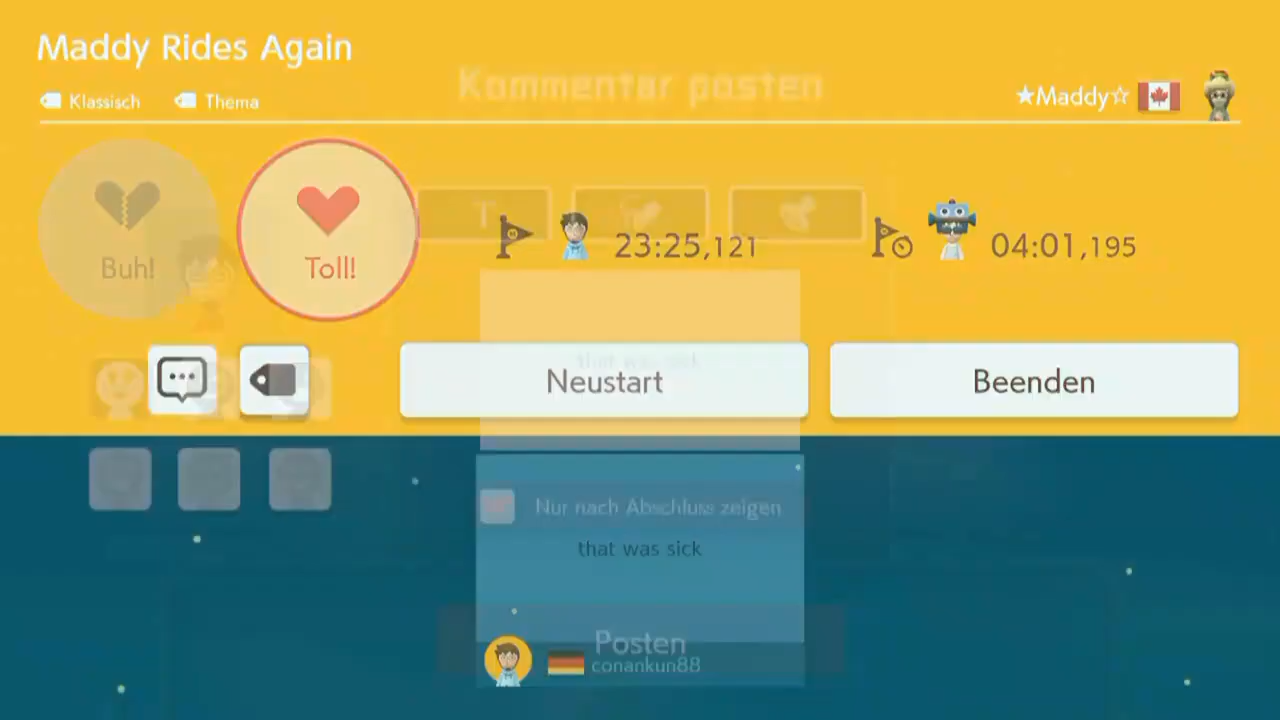 Maddy Rides Again
Klassisch Thema
Kommentar posten
★Maddy☆
T
Buh!
Toll!
23:25,121
04:01,195
that was sick
Neustart
Beenden
Nur nach Abschluss zeigen
that was sick
Posten
conankun88